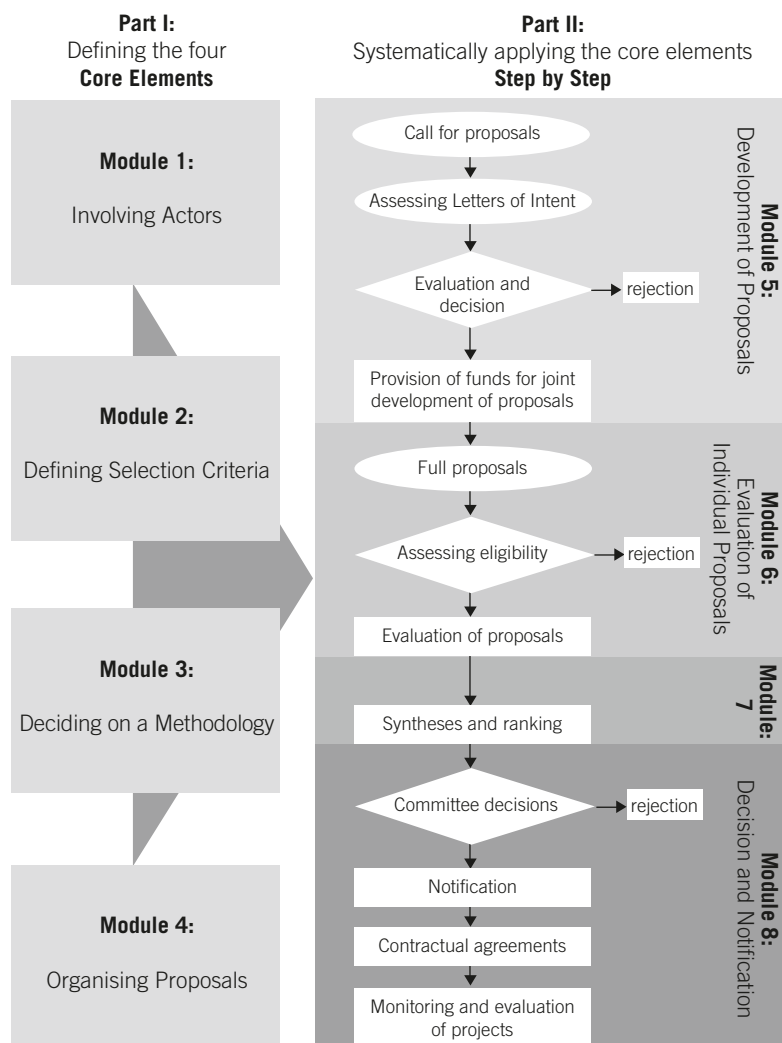 Part I:
Defining the four
Core Elements
Module 1:
Involving Actors
Module 2:
Defining Selection Criteria
Module 3:
Deciding on a Methodology
Module 4:
Organising Proposals
Part II:
Systematically applying the core elements
Step by Step
Call for proposals
Assessing Letters of Intent
Evaluation and
decision
rejection
Provision of funds for joint
development of proposals
Module 5:
Development of Proposals
Full proposals
Assessing eligibility
rejection
Evaluation of proposals
Module 6:
Evaluation of
Individual Proposals
Syntheses and ranking
Module:
7
Committee decisions
rejection
Notification
Contractual agreements
Monitoring and evaluation
of projects
Module 8:
Decision and Notification